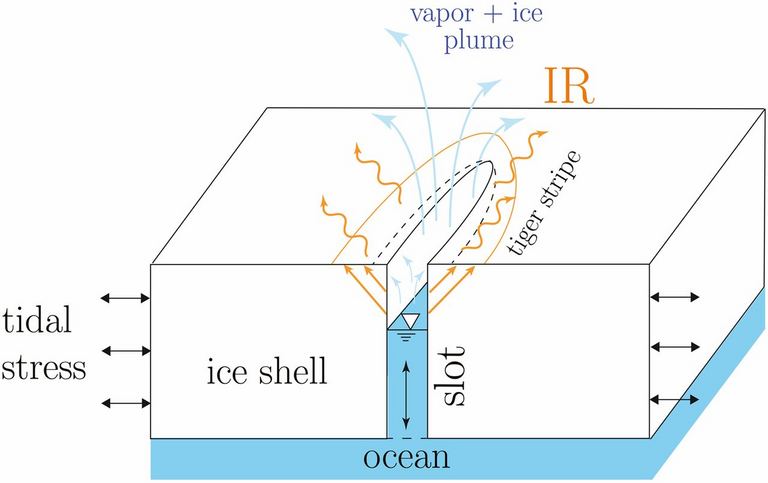 vapor + ice
plume
IR
tiger stripe
tidal
stress
ice shell
slot
ocean